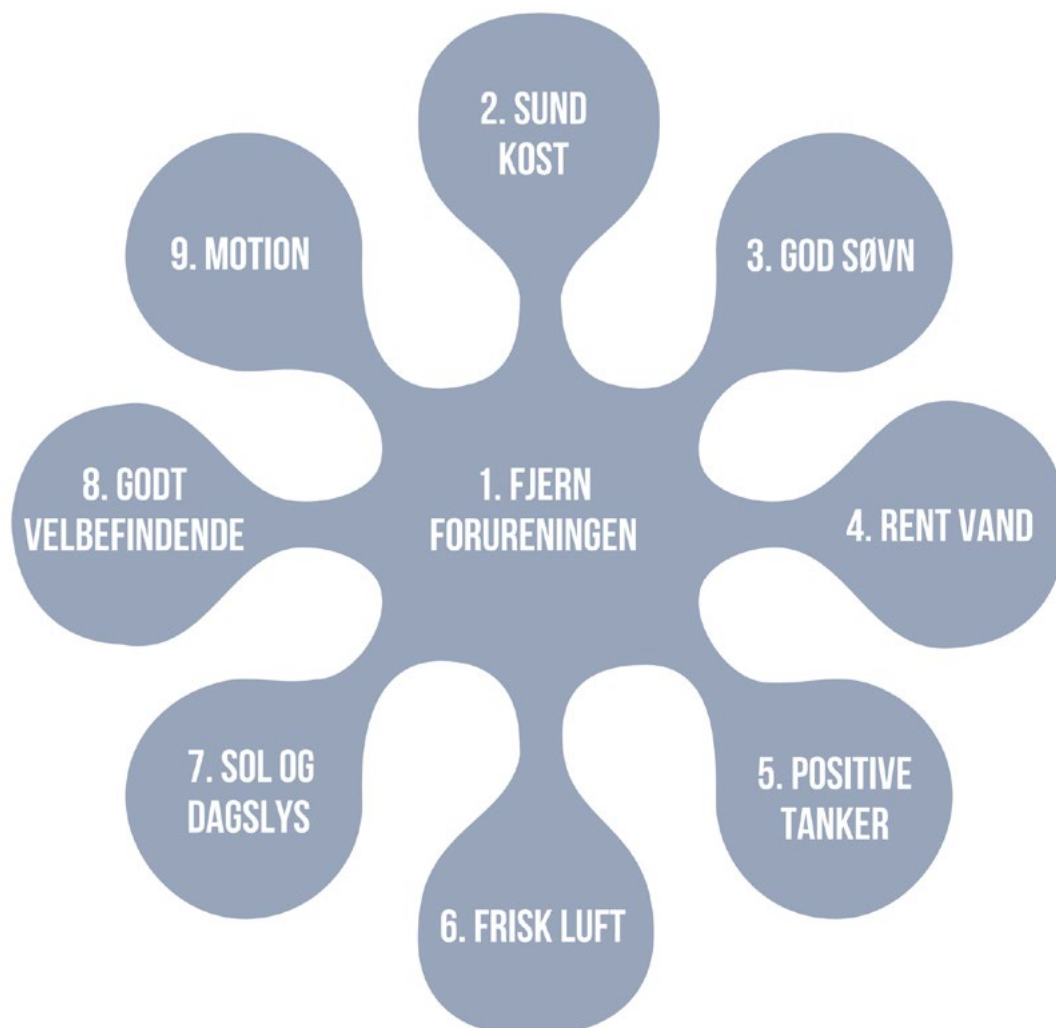 1. FJERN
FORURENINGEN
2. SUND
KOST
3. GOD SØVN
4. RENT VAND
5. POSITIVE
TANKER
6. FRISK LUFT
7. SOL OG
DAGSLYS
8. GODT
VELBEFINDENDE
9. MOTION